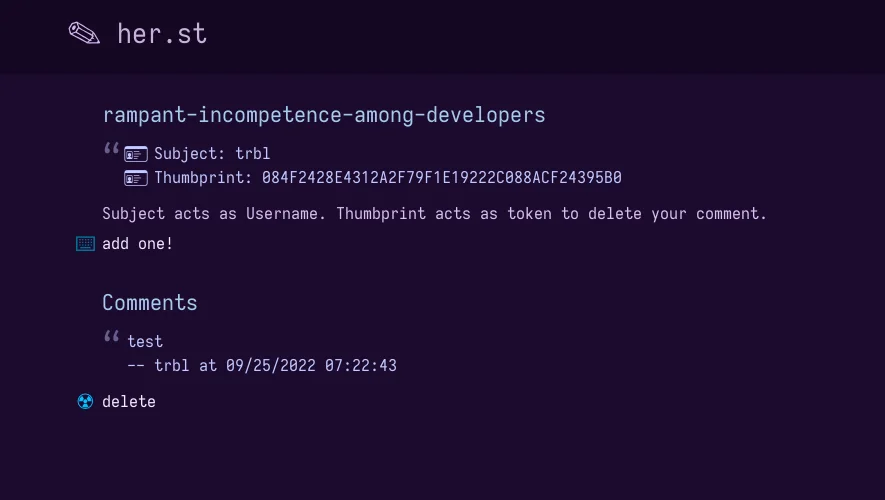 her.st
rampant-incompetence-among-developers
Subject: trbl
Thumbprint: 084F2428E4312A2F79F1E19222C088ACF24395B0
Subject acts as Username. Thumbprint acts as token to delete your comment.
add one!
Comments
test
-- trbl at 09/25/2022 07:22:43
delete